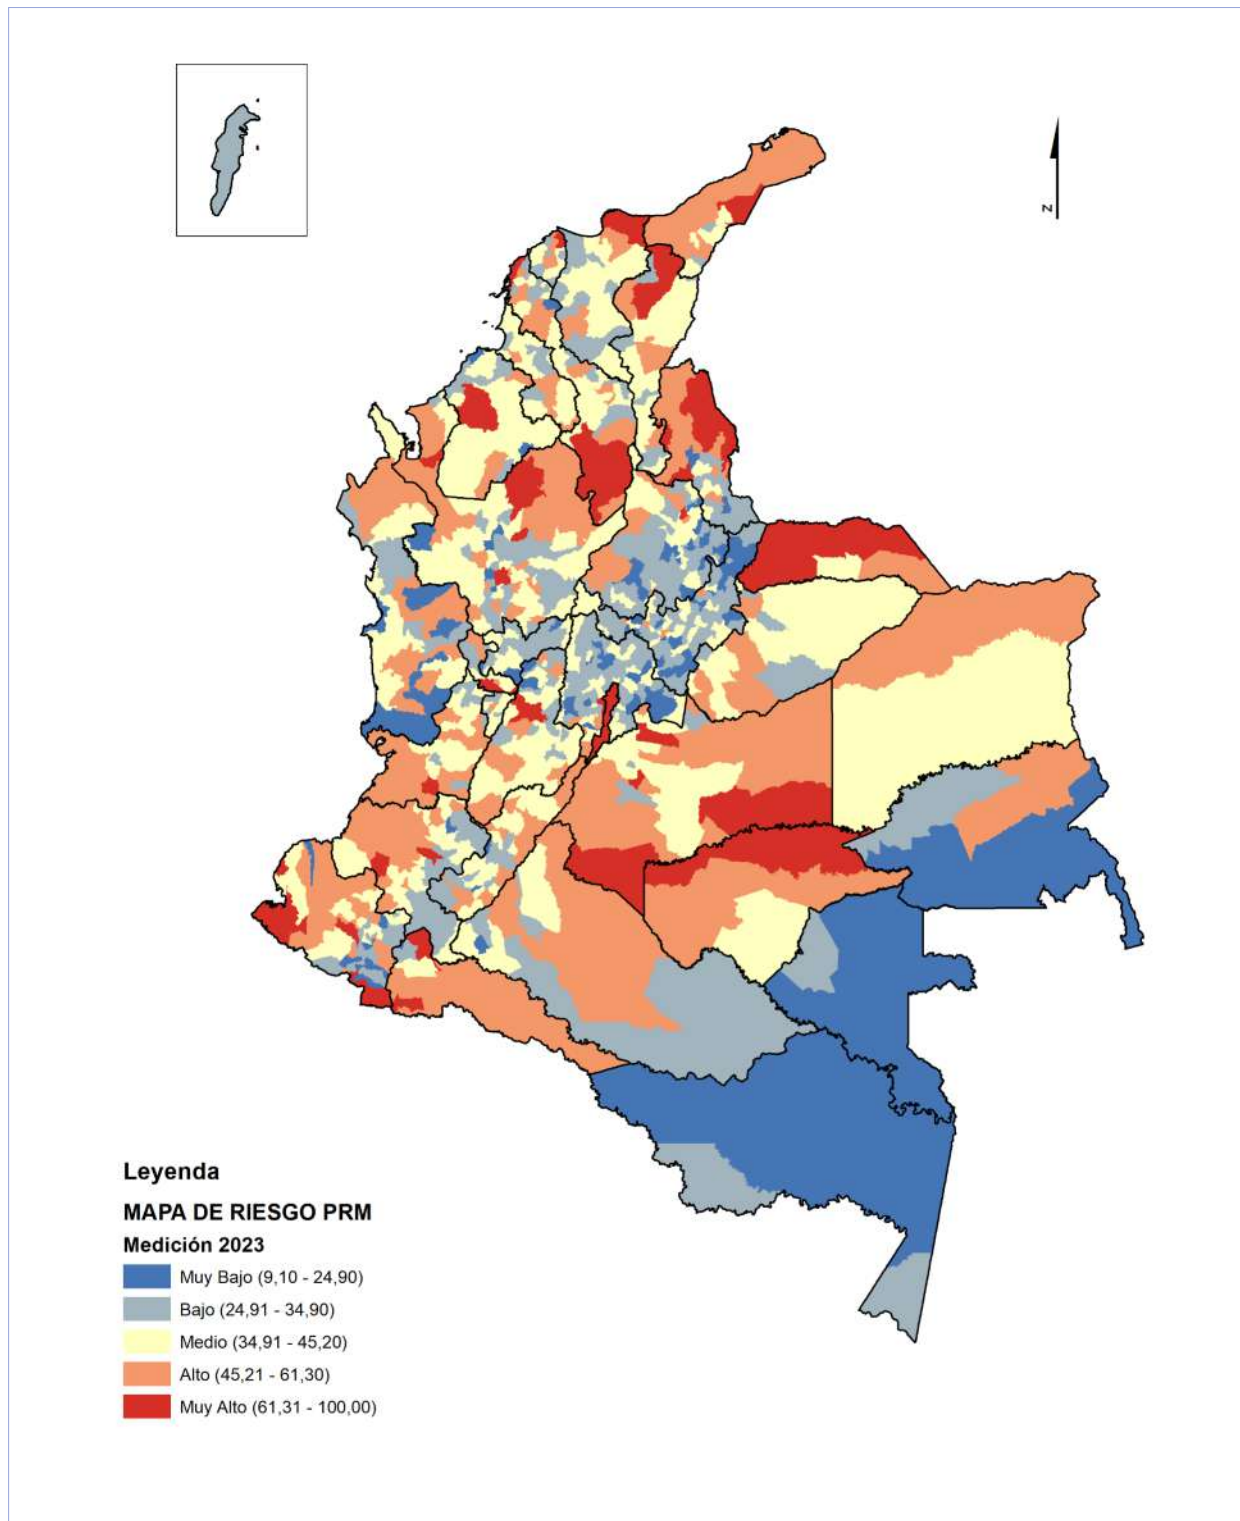 N
Leyenda
MAPA DE RIESGO PRM
Medición 2023
Muy Bajo (9,10 - 24,90)
Bajo (24,91 - 34,90)
Medio (34,91 - 45,20)
Alto (45,21 - 61,30)
Muy Alto (61,31 - 100,00)